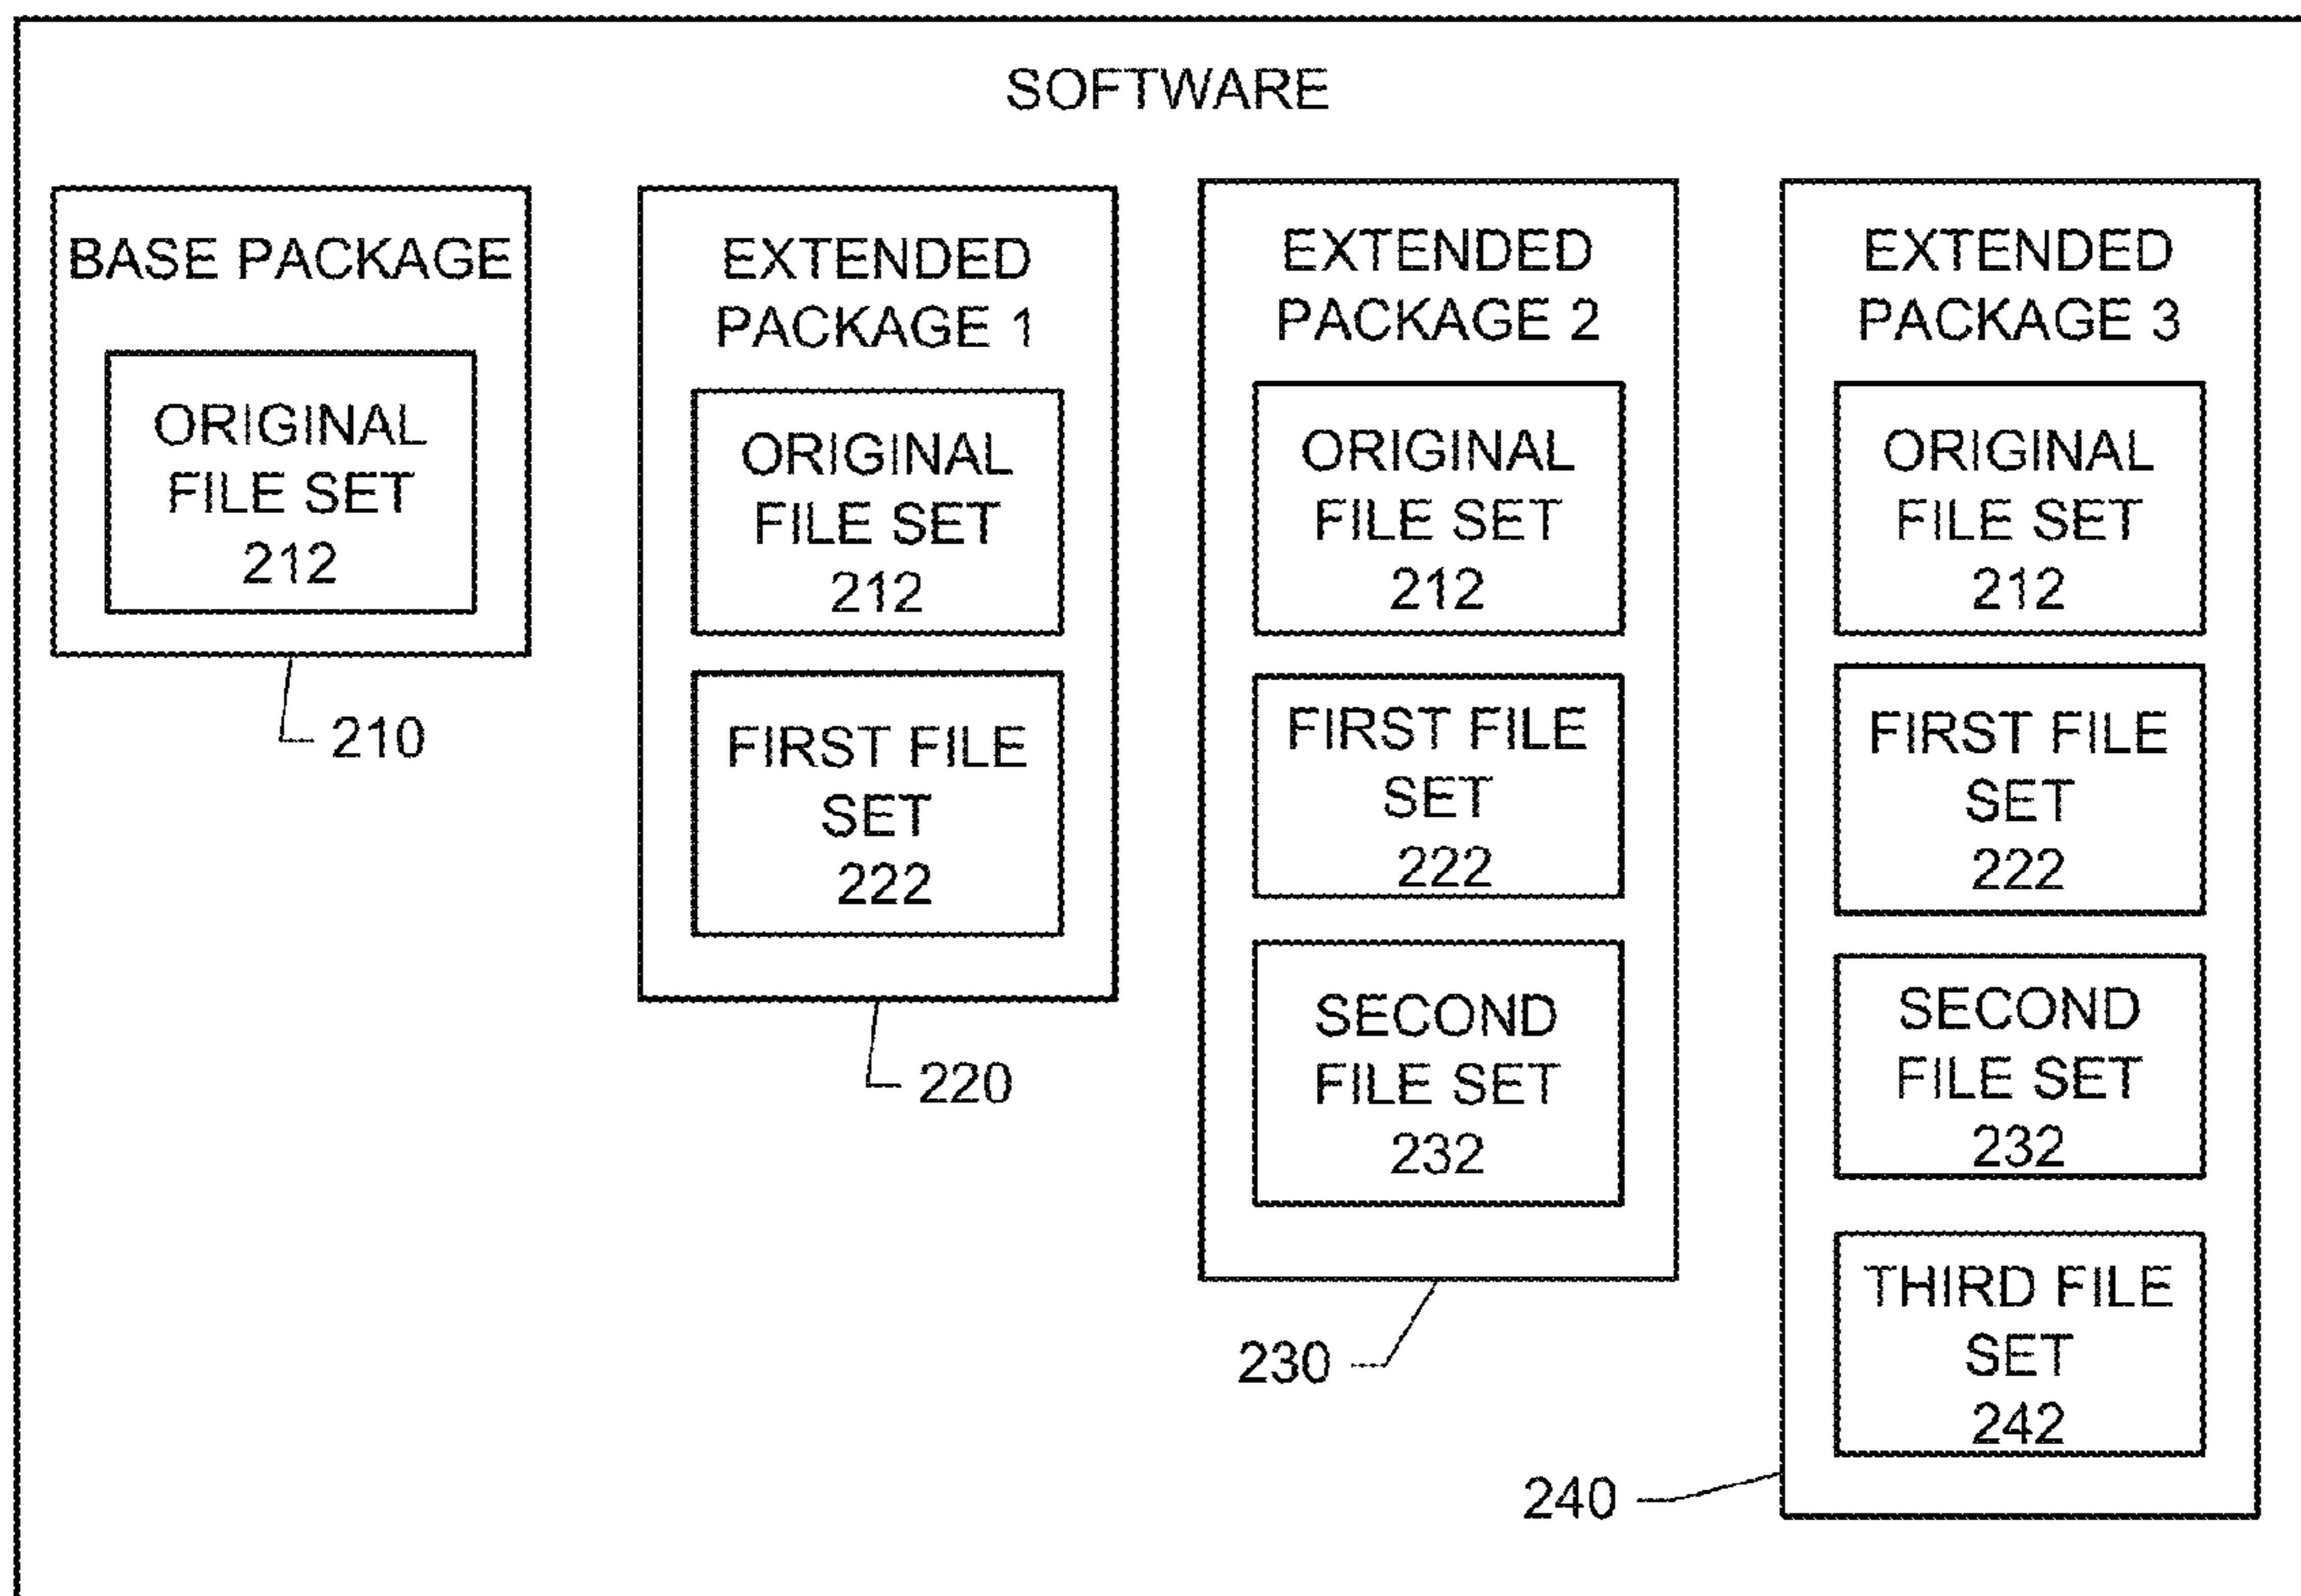 SOFTWARE
BASE PACKAGE
ORIGINAL
FILE SET
212
210
EXTENDED
PACKAGE 1
ORIGINAL
FILE SET
212
FIRST FILE
SET
222
220
EXTENDED
PACKAGE 2
ORIGINAL
FILE SET
212
FIRST FILE
SET
222
SECOND
FILE SET
232
230
EXTENDED
PACKAGE 3
ORIGINAL
FILE SET
212
FIRST FILE
SET
222
SECOND
FILE SET
232
THIRD FILE
SET
242
240